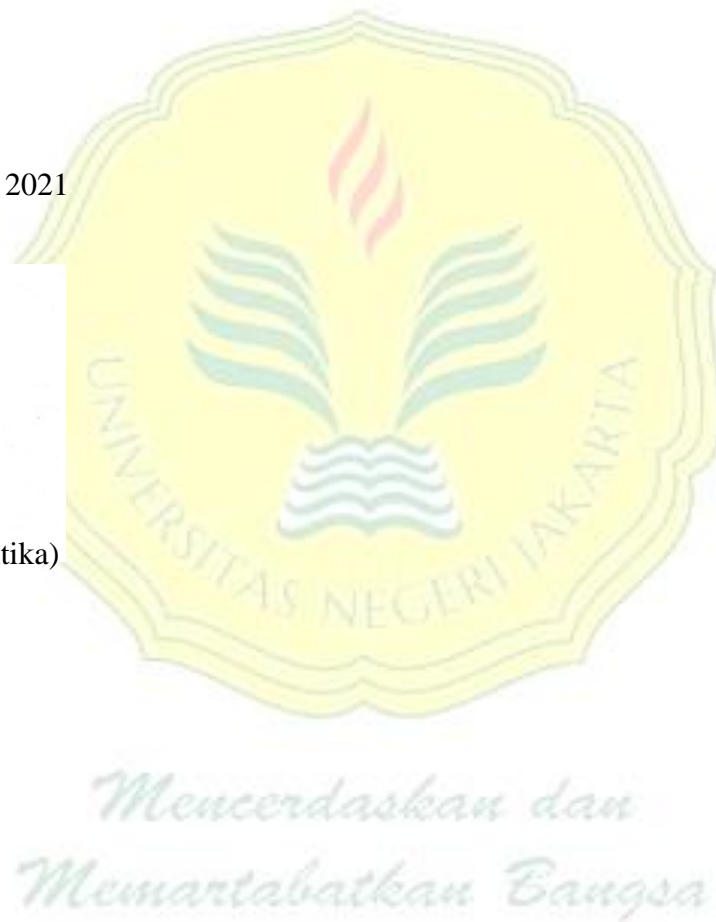 2021
UNIVERSITAS NEGERI JAKARTA
tika)
Mencerdaskan dan
Memartabatkan Bangsa